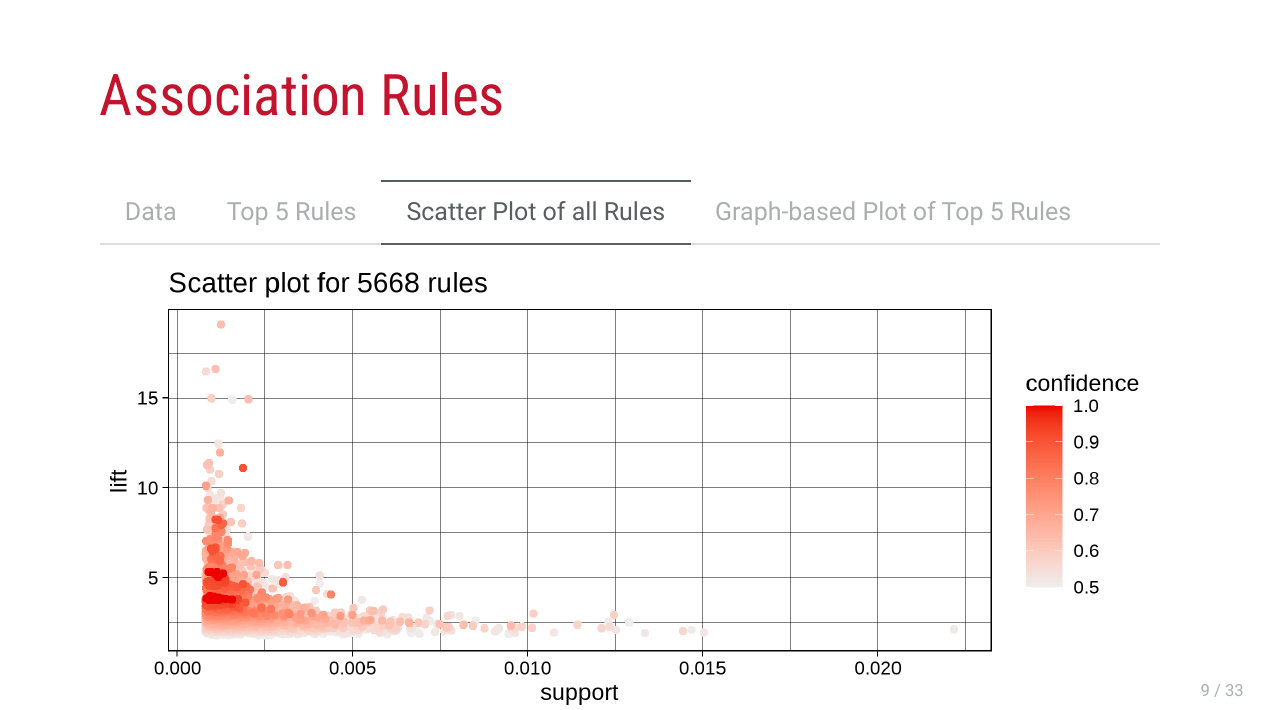 Association Rules
Data
Top 5 Rules
Scatter Plot of all Rules
Graph-based Plot of Top 5 Rules
Scatter plot for 5668 rules
lift
15
10
5
0.000
0.005
0.010
0.015
0.020
support
confidence
1.0
0.9
0.8
0.7
0.6
0.5
9 / 33